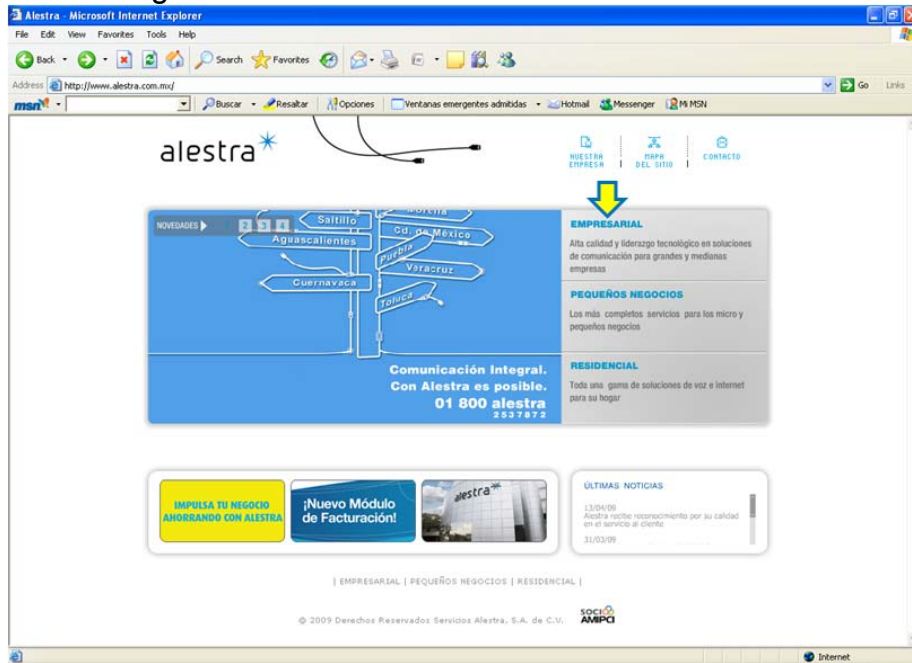 Alestra - Microsoft Internet Explorer
File Edit View Favorites Tools Help
Back Search Favorites
Address http://www.alestra.com.mx/ Go Links
msn Buscar Resaltar Opciones Ventanas emergentes admitidas Hotmail Messenger Mi MSN
alestra
NUESTRA EMPRESA
MAPA DEL SITIO
CONTACTO
NOVEDADES 2 3 4
Saltillo
Morelia
Aguascalientes
Cd. de México
Puebla
Veracruz
Cuernavaca
Toluca
Comunicación Integral.
Con Alestra es posible.
01 800 alestra
2537872
EMPRESARIAL
Alta calidad y liderazgo tecnológico en soluciones
de comunicación para grandes y medianas
empresas
PEQUEÑOS NEGOCIOS
Los más completos servicios para los micro y
pequeños negocios
RESIDENCIAL
Toda una gama de soluciones de voz e internet
para su hogar
IMPULSA TU NEGOCIO
AHORRANDO CON ALESTRA
¡Nuevo Módulo
de Facturación!
alestra
ÚLTIMAS NOTICIAS
13/04/09
Alestra recibe reconocimiento por su calidad
en el servicio al cliente
31/03/09
| EMPRESARIAL | PEQUEÑOS NEGOCIOS | RESIDENCIAL |
© 2009 Derechos Reservados Servicios Alestra, S.A. de C.V.
SOCIO
AMIPCI
Internet